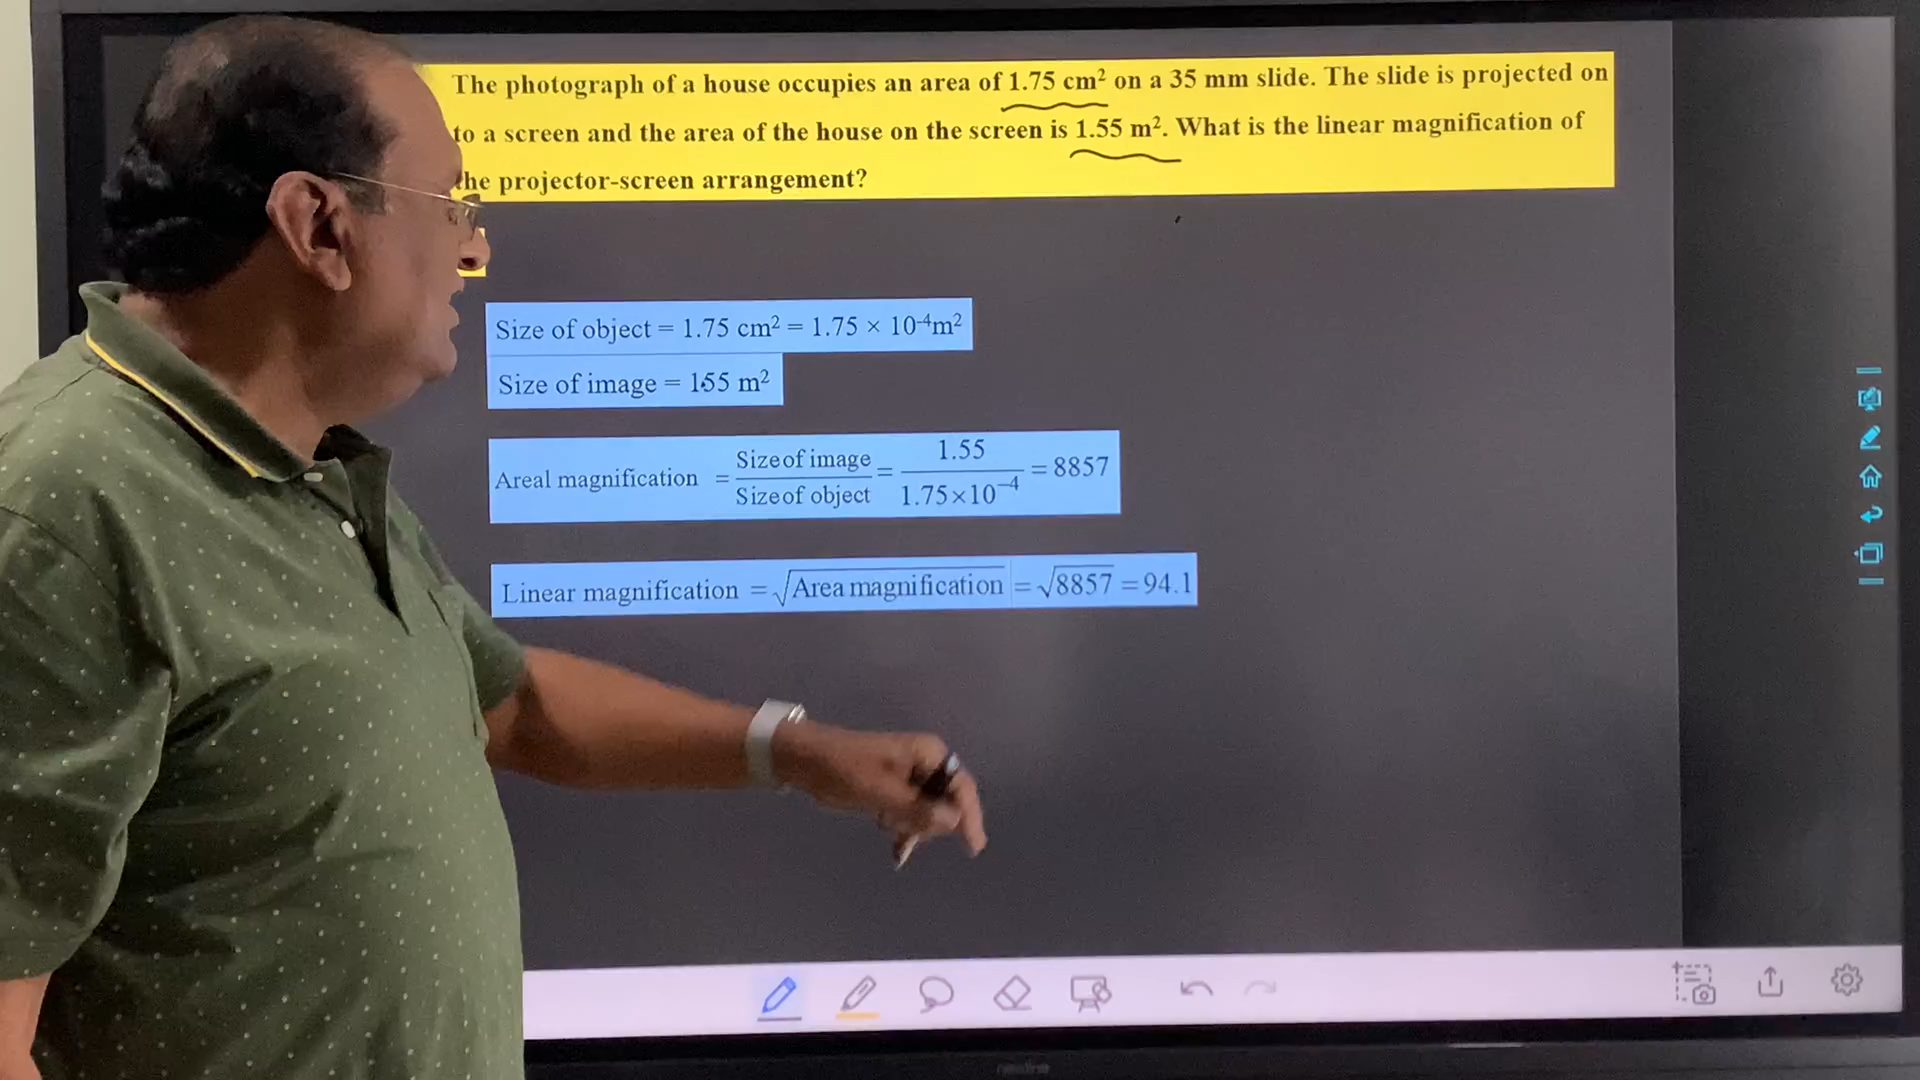 The photograph of a house occupies an area of 1.75 cm² on a 35 mm slide. The slide is projected on
to a screen and the area of the house on the screen is 1.55 m². What is the linear magnification of
the projector-screen arrangement?
Size of object = 1.75 cm² = 1.75 × 10⁻⁴m²
Size of image = 1.55 m²
Areal magnification = Size of image / Size of object = 1.55 / 1.75×10⁻⁴ = 8857
Linear magnification = √Area magnification = √8857 = 94.1
newline